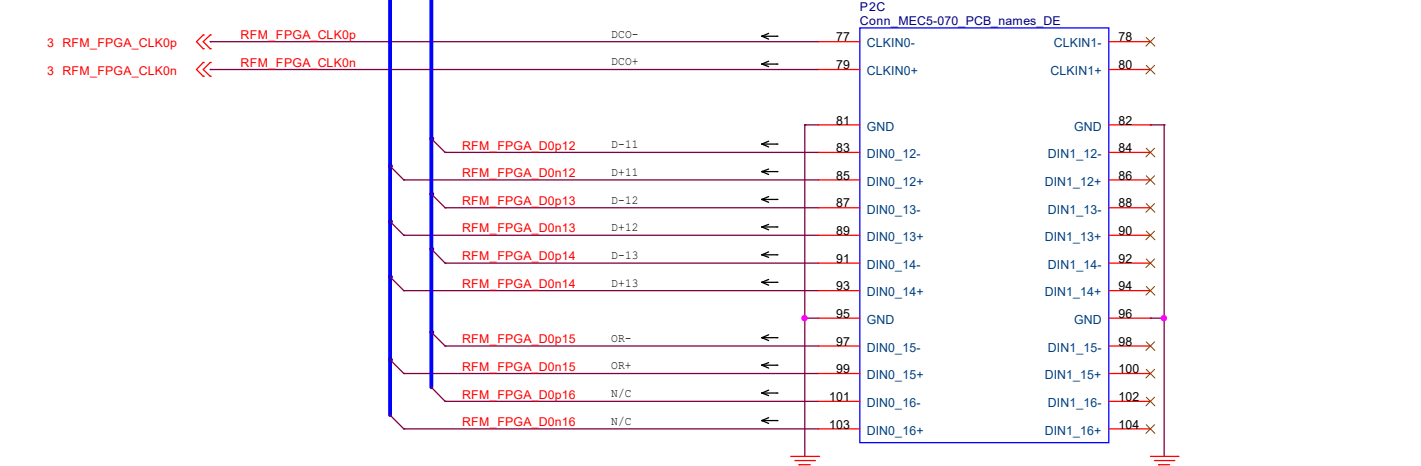 P2C
Conn_MEC5-070_PCB_names_DE
3 RFM_FPGA_CLK0p RFM_FPGA_CLK0p DCO- 77 CLKIN0- CLKIN1- 78
3 RFM_FPGA_CLK0n RFM_FPGA_CLK0n DCO+ 79 CLKIN0+ CLKIN1+ 80
81 GND GND 82
RFM_FPGA_D0p12 D-11 83 DIN0_12- DIN1_12- 84
RFM_FPGA_D0n12 D+11 85 DIN0_12+ DIN1_12+ 86
RFM_FPGA_D0p13 D-12 87 DIN0_13- DIN1_13- 88
RFM_FPGA_D0n13 D+12 89 DIN0_13+ DIN1_13+ 90
RFM_FPGA_D0p14 D-13 91 DIN0_14- DIN1_14- 92
RFM_FPGA_D0n14 D+13 93 DIN0_14+ DIN1_14+ 94
95 GND GND 96
RFM_FPGA_D0p15 OR- 97 DIN0_15- DIN1_15- 98
RFM_FPGA_D0n15 OR+ 99 DIN0_15+ DIN1_15+ 100
RFM_FPGA_D0p16 N/C 101 DIN0_16- DIN1_16- 102
RFM_FPGA_D0n16 N/C 103 DIN0_16+ DIN1_16+ 104